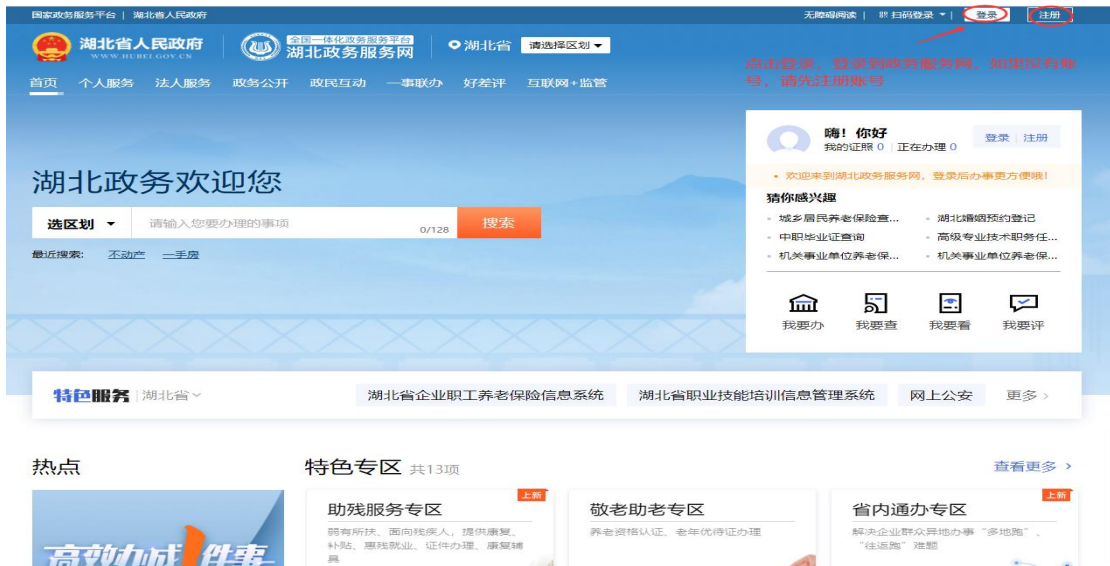 国家政务服务平台 | 湖北省人民政府
无障碍阅读 | 扫码登录 | 登录 注册
湖北省人民政府
WWW.HUBEI.GOV.CN
全国一体化政务服务平台
湖北政务服务网
湖北省 请选择区划
点击登录，登录到政务服务网，如果没有账号，请先注册账号
首页 个人服务 法人服务 政务公开 政民互动 一事联办 好差评 互联网+监管
嗨！你好
登录 | 注册
我的证照 0 | 正在办理 0
欢迎来到湖北政务服务网，登录后办事更方便哦！
猜你感兴趣
城乡居民养老保险查... 湖北婚姻预约登记
中职毕业证查询 高级专业技术职务任...
机关事业单位养老保... 机关事业单位养老保...
我要办 我要查 我要看 我要评
湖北政务欢迎您
选区划 请输入您要办理的事项 0/128 搜索
最近搜索: 不动产 一手房
特色服务 湖北省 湖北省企业职工养老保险信息系统 湖北省职业技能培训信息管理系统 网上公安 更多
热点
高效办成1件事
特色专区 共13项
查看更多
上新
助残服务专区
弱有所扶，面向残疾人，提供康复、
补贴、惠残就业、证件办理、康复辅
具
敬老助老专区
养老资格认证、老年优待证办理
上新
省内通办专区
解决企业群众异地办事“多地跑”、
“往返跑”难题